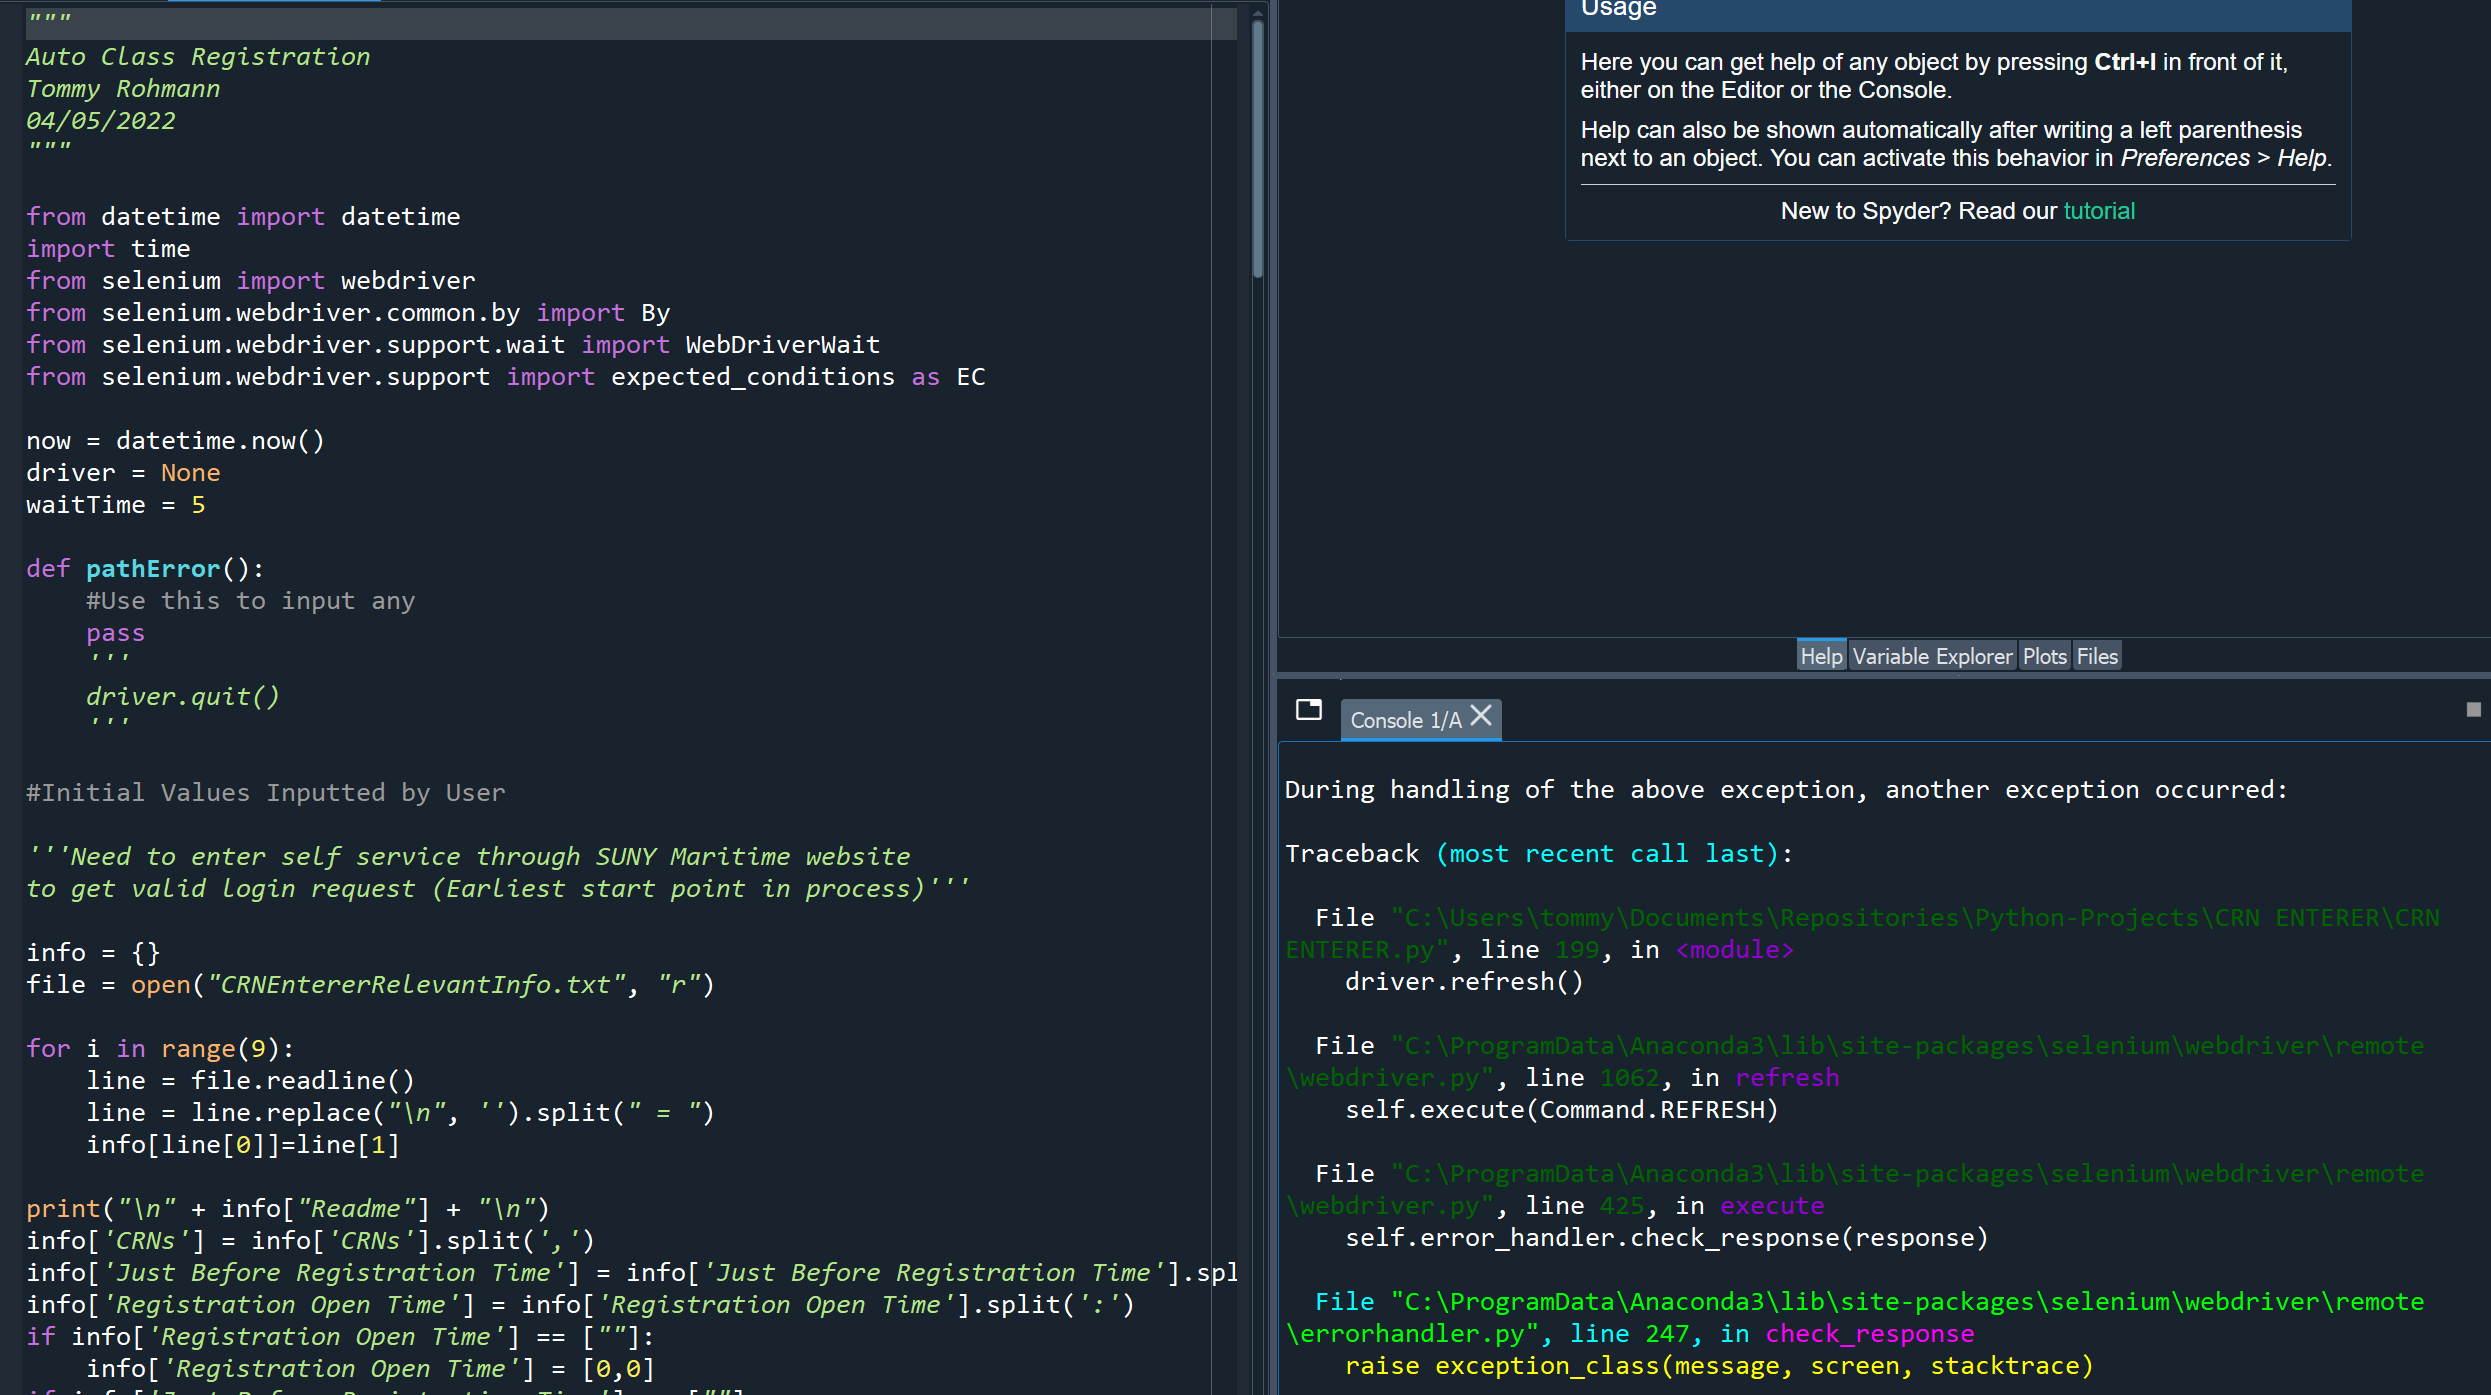 """
Auto Class Registration
Tommy Rohmann
04/05/2022
"""
from datetime import datetime
import time
from selenium import webdriver
from selenium.webdriver.common.by import By
from selenium.webdriver.support.wait import WebDriverWait
from selenium.webdriver.support import expected_conditions as EC
now = datetime.now()
driver = None
waitTime = 5
def pathError():
    #Use this to input any
    pass
    '''
    driver.quit()
    '''
#Initial Values Inputted by User
'''Need to enter self service through SUNY Maritime website
to get valid login request (Earliest start point in process)'''
info = {}
file = open("CRNEntererRelevantInfo.txt", "r")
for i in range(9):
    line = file.readline()
    line = line.replace("\n", '').split(" = ")
    info[line[0]]=line[1]
print("\n" + info["Readme"] + "\n")
info['CRNs'] = info['CRNs'].split(',')
info['Just Before Registration Time'] = info['Just Before Registration Time'].spl
info['Registration Open Time'] = info['Registration Open Time'].split(':')
if info['Registration Open Time'] == [""]:
    info['Registration Open Time'] = [0,0]
Usage
Here you can get help of any object by pressing Ctrl+I in front of it,
either on the Editor or the Console.
Help can also be shown automatically after writing a left parenthesis
next to an object. You can activate this behavior in Preferences > Help.
New to Spyder? Read our tutorial
Help Variable Explorer Plots Files
Console 1/A
During handling of the above exception, another exception occurred:
Traceback (most recent call last):
  File "C:\Users\tommy\Documents\Repositories\Python-Projects\CRN ENTERER\CRN
ENTERER.py", line 199, in <module>
    driver.refresh()
  File "C:\ProgramData\Anaconda3\lib\site-packages\selenium\webdriver\remote
\webdriver.py", line 1062, in refresh
    self.execute(Command.REFRESH)
  File "C:\ProgramData\Anaconda3\lib\site-packages\selenium\webdriver\remote
\webdriver.py", line 425, in execute
    self.error_handler.check_response(response)
  File "C:\ProgramData\Anaconda3\lib\site-packages\selenium\webdriver\remote
\errorhandler.py", line 247, in check_response
    raise exception_class(message, screen, stacktrace)